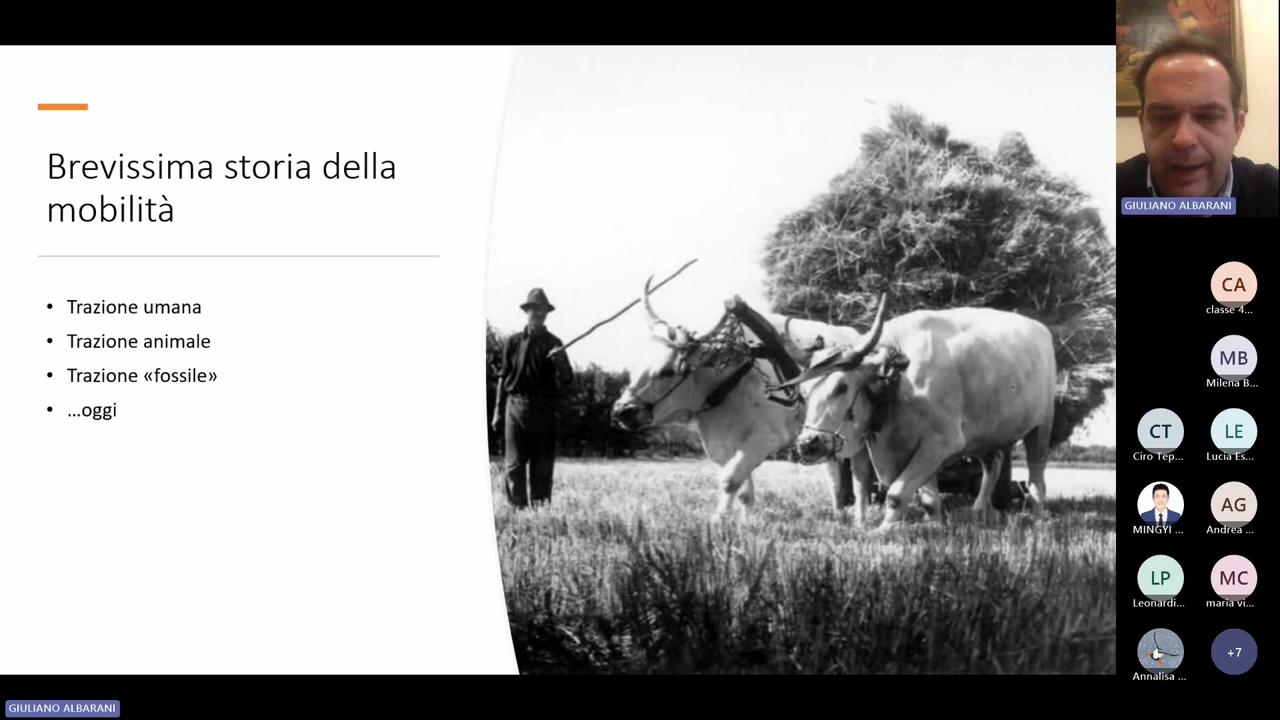 Brevissima storia della
mobilità
• Trazione umana
• Trazione animale
• Trazione «fossile»
• ...oggi
GIULIANO ALBARANI
CA
classe 4...
MB
Milena B...
CT
Ciro Tep...
LE
Lucia Es...
MINGYI ...
AG
Andrea ...
LP
Leonardi...
MC
maria vi...
Annalisa ...
+7
GIULIANO ALBARANI